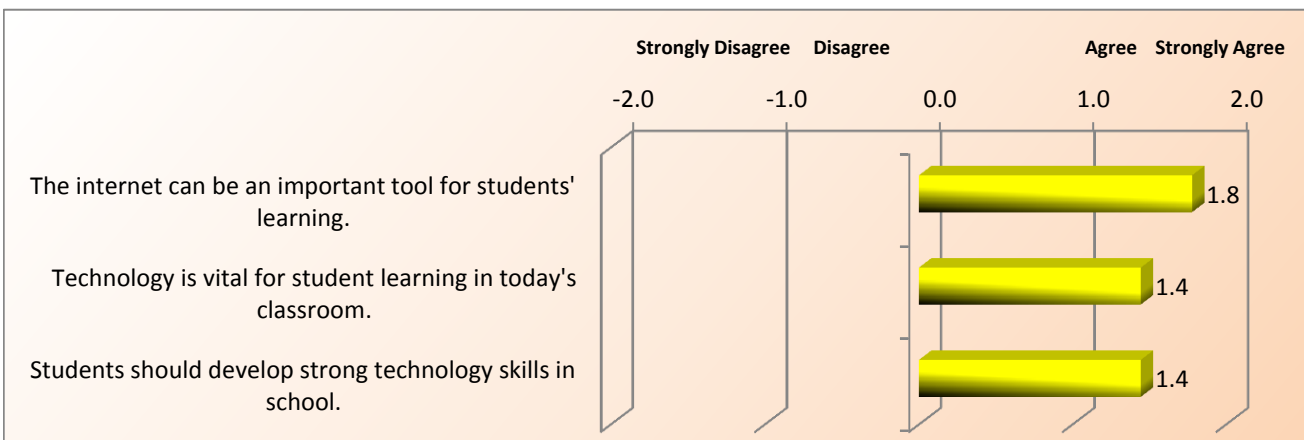 Strongly Disagree Disagree Agree Strongly Agree
-2.0 -1.0 0.0 1.0 2.0
The internet can be an important tool for students'
learning.
1.8
Technology is vital for student learning in today's
classroom.
1.4
Students should develop strong technology skills in
school.
1.4